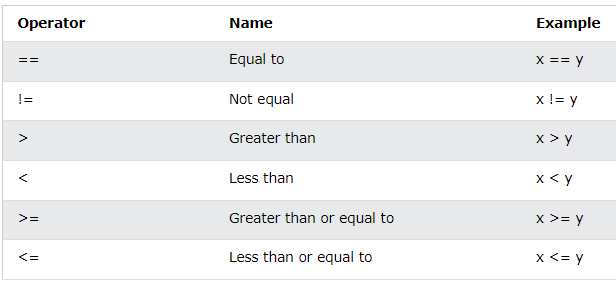 Operator Name Example
== Equal to x == y
!= Not equal x != y
> Greater than x > y
< Less than x < y
>= Greater than or equal to x >= y
<= Less than or equal to x <= y